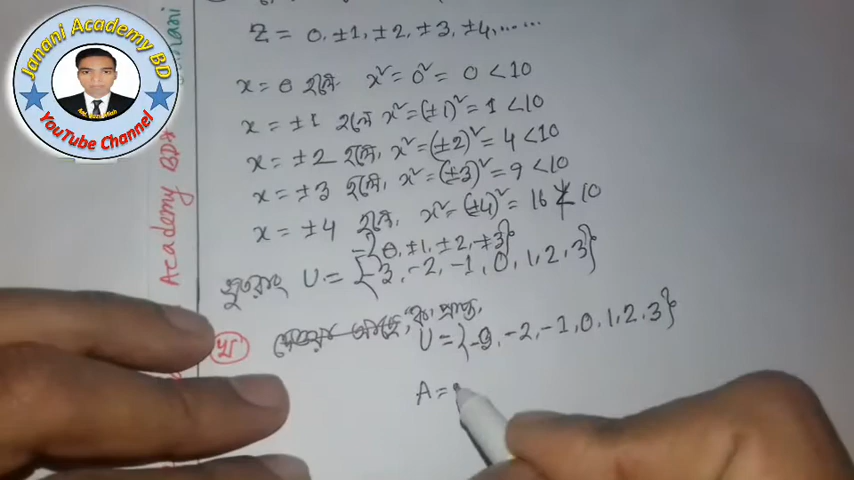 Janani Academy BD
YouTube Channel
Academy BD
Z = 0, ±1, ±2, ±3, ±4, ......
x = 0 হলে x² = 0² = 0 < 10
x = ±1 হলে x² = (±1)² = 1 < 10
x = ±2 হলে, x² = (±2)² = 4 < 10
x = ±3 হলে, x² = (±3)² = 9 < 10
x = ±4 হলে, x² = (±4)² = 16 ≮ 10
= {0, ±1, ±2, ±3}
সুতরাং U = {-3, -2, -1, 0, 1, 2, 3}
খ
'ক' প্রাপ্ত,
U = {-3, -2, -1, 0, 1, 2, 3}
A =